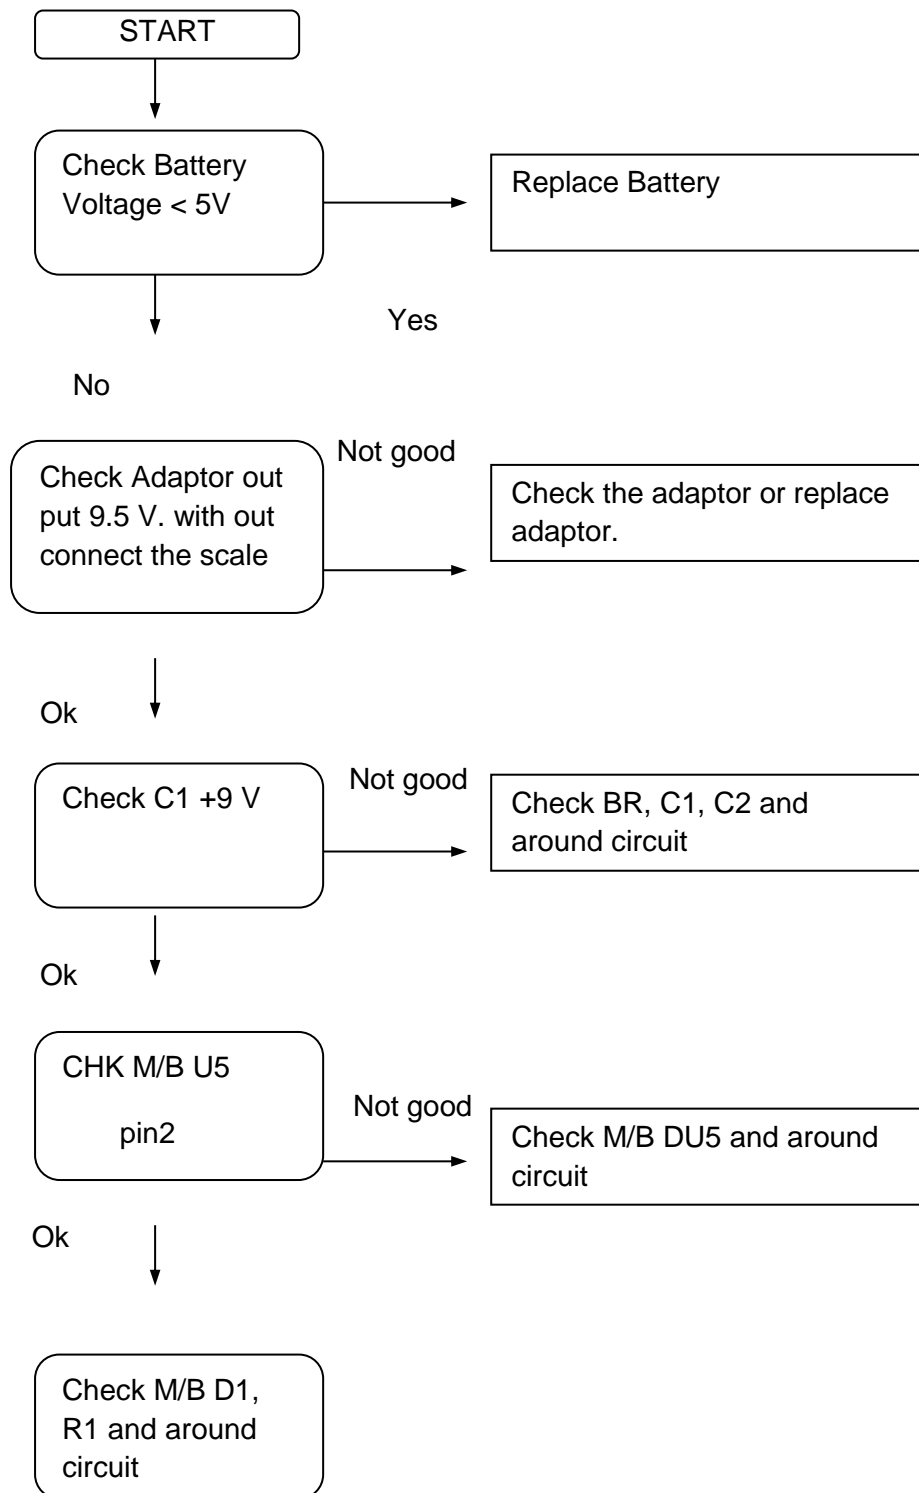 START
Check Battery
Voltage < 5V
Replace Battery
Yes
No
Not good
Check Adaptor out
put 9.5 V. with out
connect the scale
Check the adaptor or replace
adaptor.
Ok
Check C1 +9 V
Not good
Check BR, C1, C2 and
around circuit
Ok
CHK M/B U5
pin2
Not good
Check M/B DU5 and around
circuit
Ok
Check M/B D1,
R1 and around
circuit